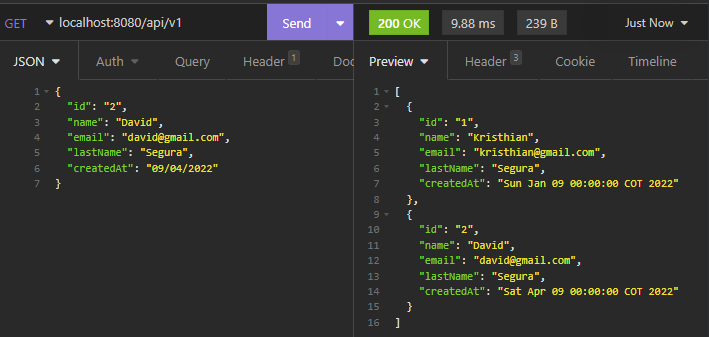 GET localhost:8080/api/v1 Send 200 OK 9.88 ms 239 B Just Now
JSON Auth Query Header 1 Doc
1 {
2 "id": "2",
3 "name": "David",
4 "email": "david@gmail.com",
5 "lastName": "Segura",
6 "createdAt": "09/04/2022"
7 }
Preview Header 3 Cookie Timeline
1 [
2 {
3 "id": "1",
4 "name": "Kristhian",
5 "email": "kristhian@gmail.com",
6 "lastName": "Segura",
7 "createdAt": "Sun Jan 09 00:00:00 COT 2022"
8 },
9 {
10 "id": "2",
11 "name": "David",
12 "email": "david@gmail.com",
13 "lastName": "Segura",
14 "createdAt": "Sat Apr 09 00:00:00 COT 2022"
15 }
16 ]